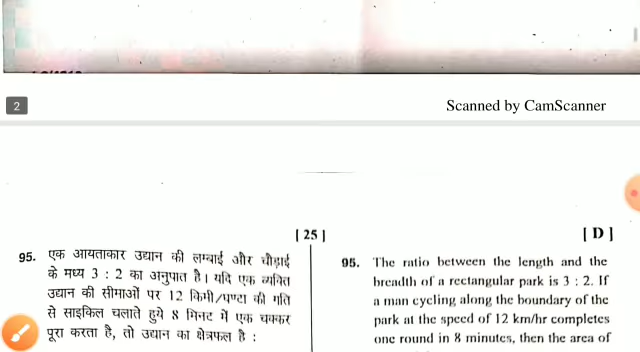 2
Scanned by CamScanner
[ 25 ]
[ D ]
95. एक आयताकार उद्यान की लम्बाई और चौड़ाई
के मध्य 3 : 2 का अनुपात है। यदि एक व्यक्ति
उद्यान की सीमाओं पर 12 किमी/घण्टा की गति
से साइकिल चलाते हुये 8 मिनट में एक चक्कर
पूरा करता है, तो उद्यान का क्षेत्रफल है :
95. The ratio between the length and the
breadth of a rectangular park is 3 : 2. If
a man cycling along the boundary of the
park at the speed of 12 km/hr completes
one round in 8 minutes, then the area of